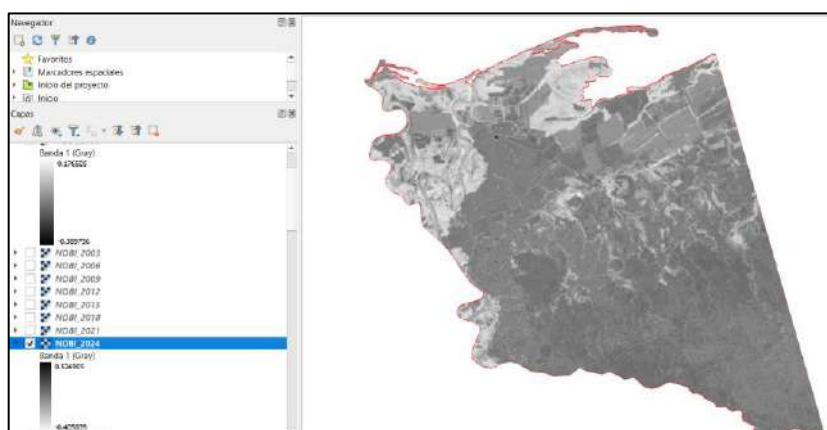 Navegador
Favoritos
Marcadores espaciales
Inicio del proyecto
Inicio
Capas
Banda 1 (Gray)
NDBI_2003
NDBI_2006
NDBI_2009
NDBI_2012
NDBI_2015
NDBI_2018
NDBI_2021
NDBI_2024
Banda 1 (Gray)